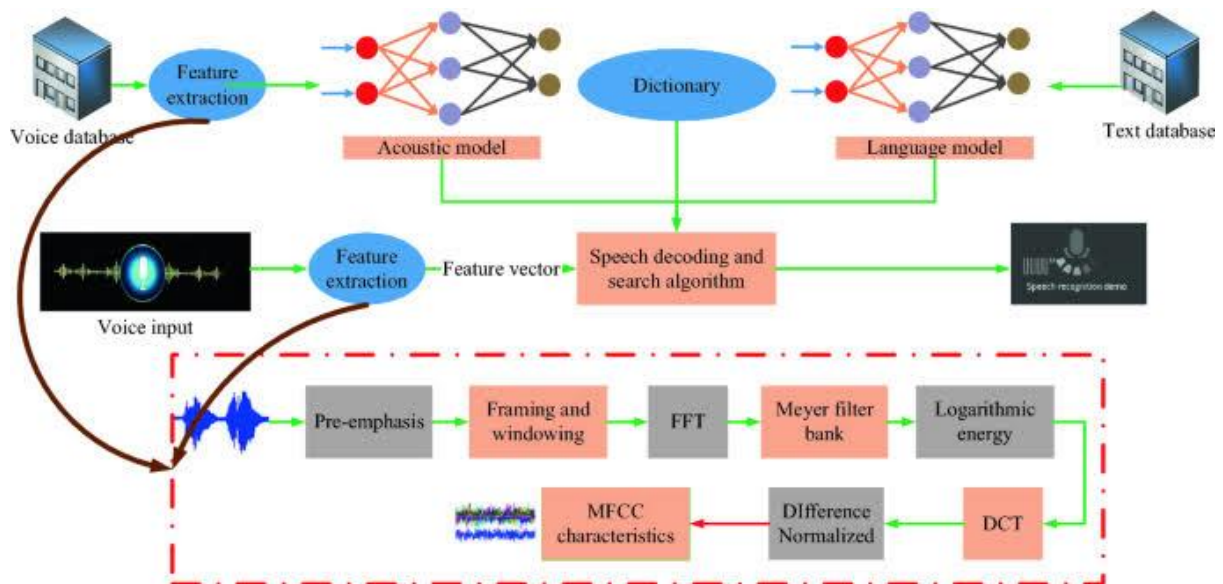 Feature
extraction
Voice database
Acoustic model
Dictionary
Language model
Text database
Voice input
Feature
extraction
Feature vector
Speech decoding and
search algorithm
Speech recognition demo
Pre-emphasis
Framing and
windowing
FFT
Meyer filter
bank
Logarithmic
energy
MFCC
characteristics
DIfference
Normalized
DCT